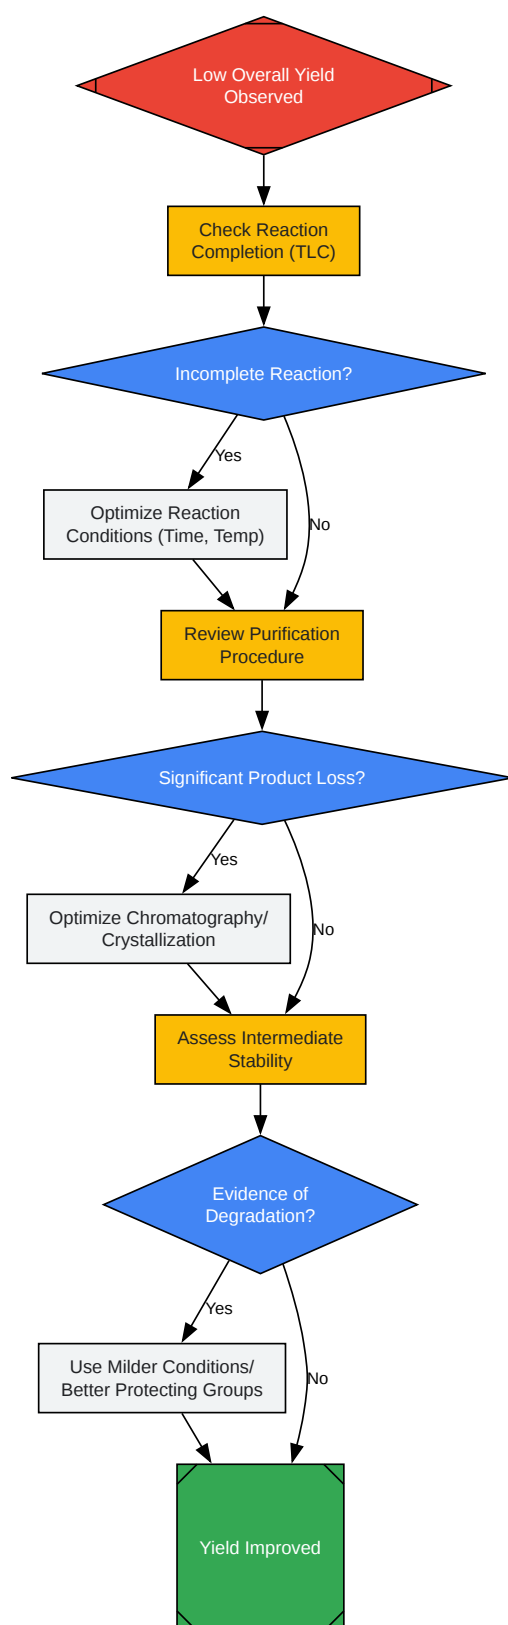 Low Overall Yield
Observed
Check Reaction
Completion (TLC)
Incomplete Reaction?
Yes
Optimize Reaction
Conditions (Time, Temp)
No
Review Purification
Procedure
Significant Product Loss?
Yes
Optimize Chromatography/
Crystallization
No
Assess Intermediate
Stability
Evidence of
Degradation?
Yes
Use Milder Conditions/
Better Protecting Groups
No
Yield Improved